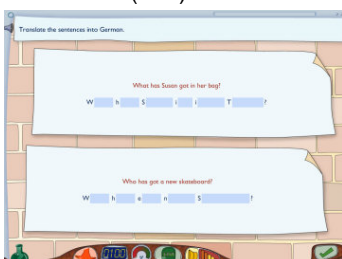 Translate the sentences into German.
What has Susan got in her bag?
W h S i i T ?
Who has got a new skateboard?
W h e n S ?